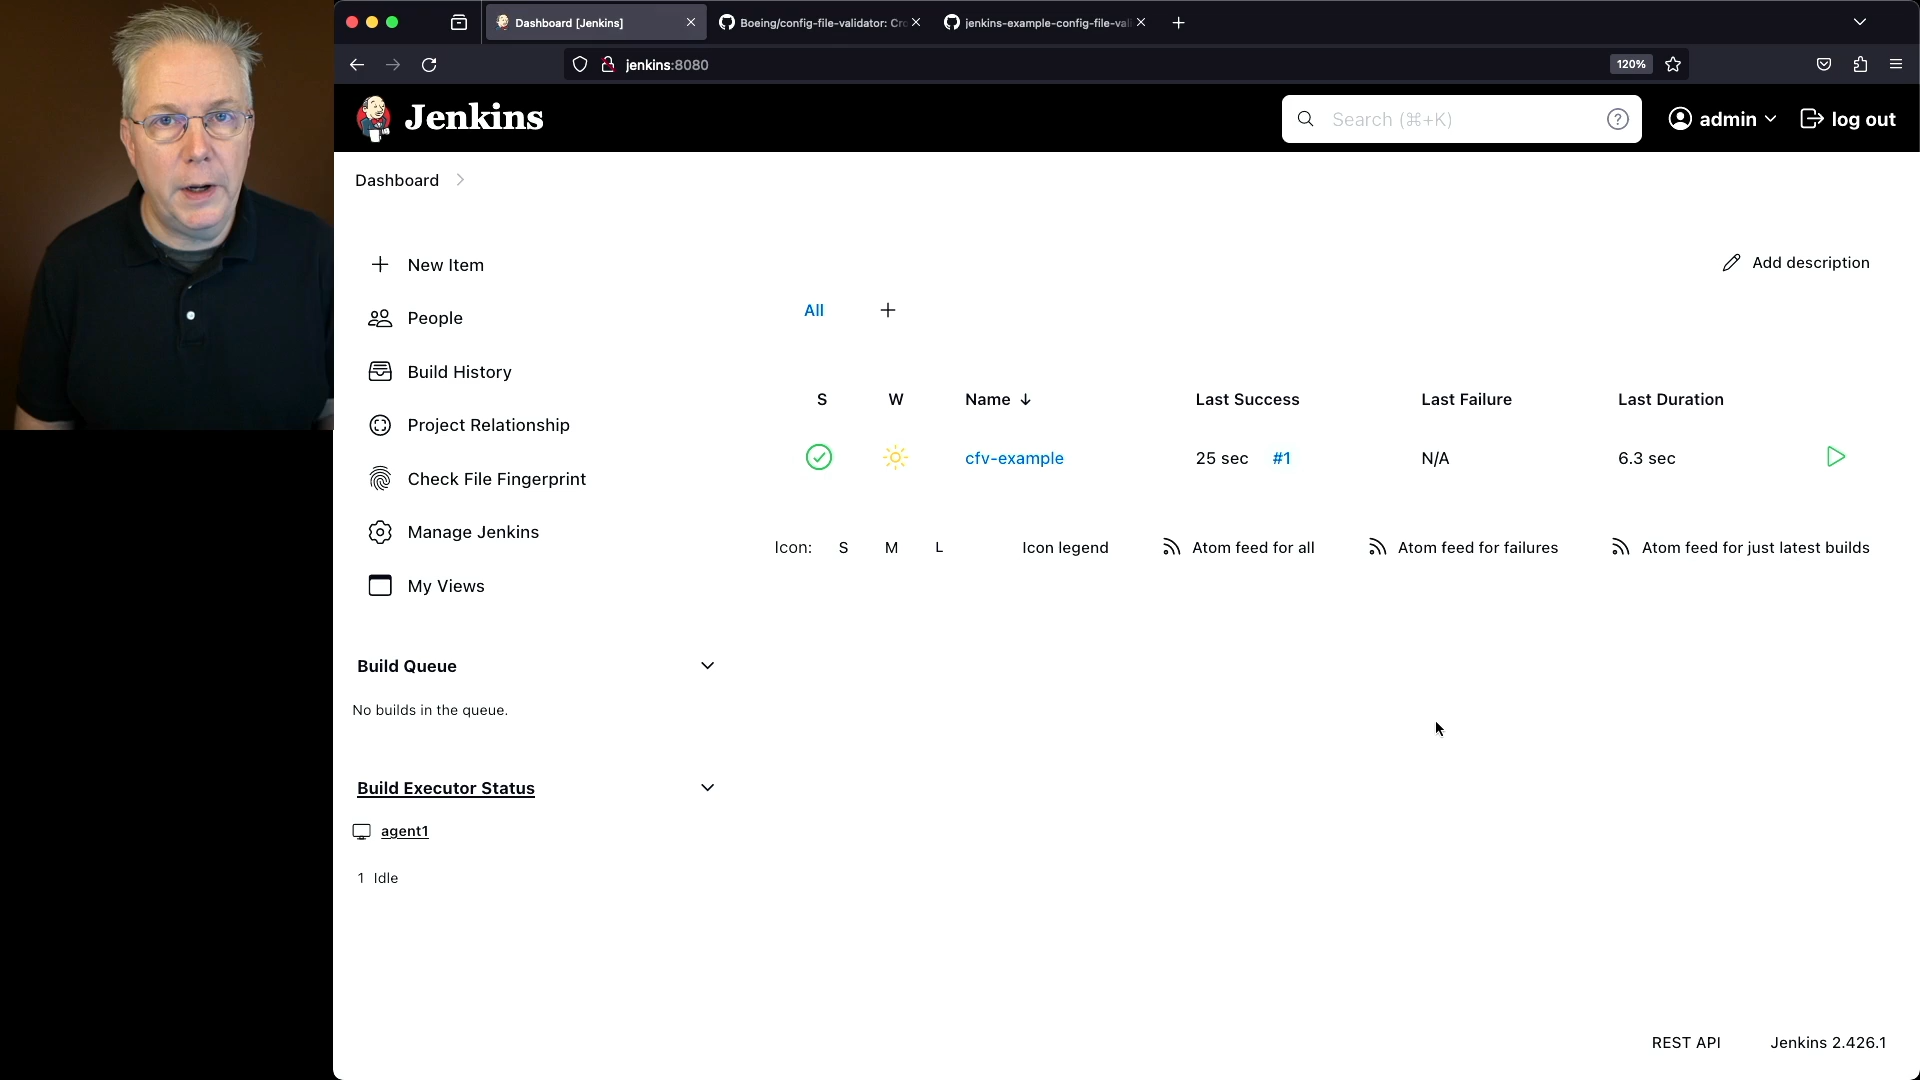 Dashboard [Jenkins]
Boeing/config-file-validator: Cro
jenkins-example-config-file-vali
jenkins:8080
120%
Jenkins
Search (⌘+K)
admin
log out
Dashboard
New Item
People
Build History
Project Relationship
Check File Fingerprint
Manage Jenkins
My Views
Build Queue
No builds in the queue.
Build Executor Status
agent1
1 Idle
Add description
All
S W Name ↓ Last Success Last Failure Last Duration
cfv-example 25 sec #1 N/A 6.3 sec
Icon: S M L Icon legend Atom feed for all Atom feed for failures Atom feed for just latest builds
REST API Jenkins 2.426.1